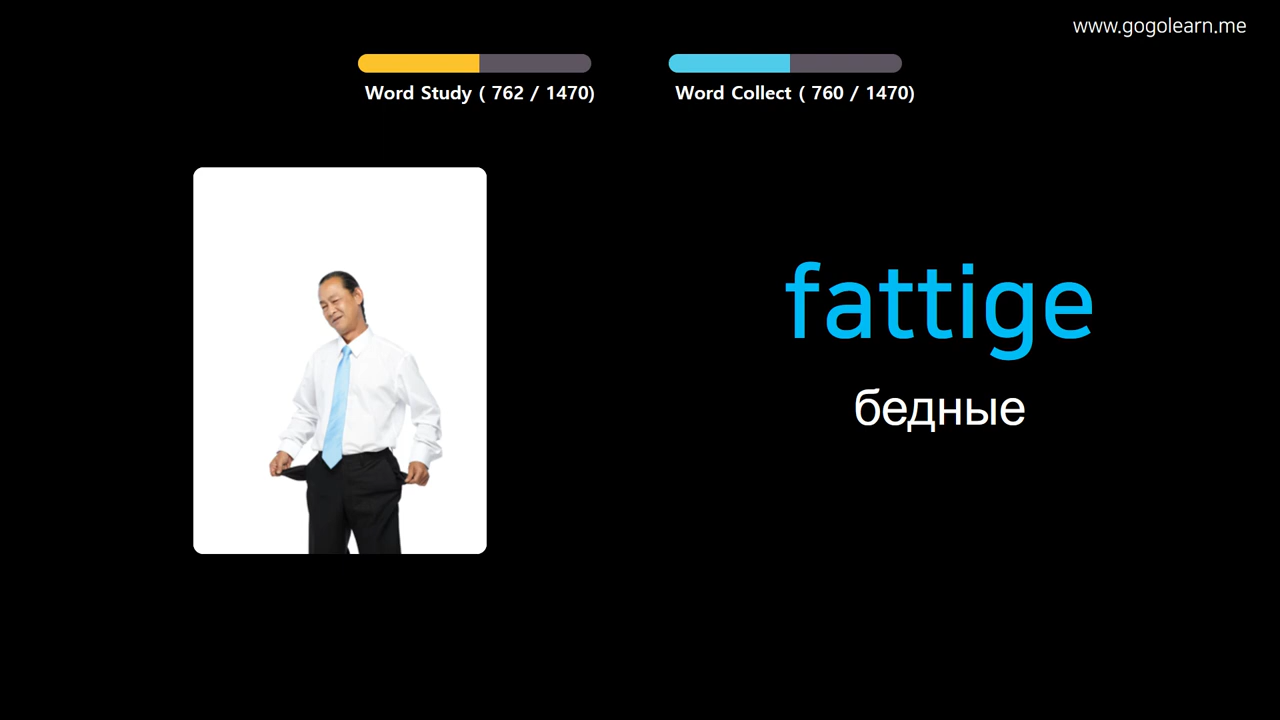 www.gogolearn.me
Word Study ( 762 / 1470)
Word Collect ( 760 / 1470)
fattige
бедные